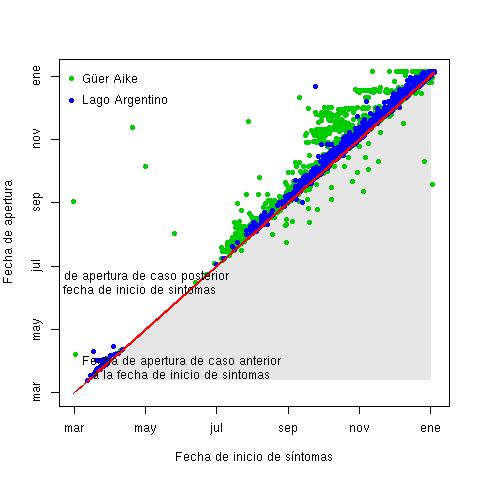 Güer Aike
Lago Argentino
ene
nov
sep
jul
may
mar
Fecha de apertura
de apertura de caso posterior
fecha de inicio de sintomas
Fecha de apertura de caso anterior
a la fecha de inicio de sintomas
mar
may
jul
sep
nov
ene
Fecha de inicio de síntomas